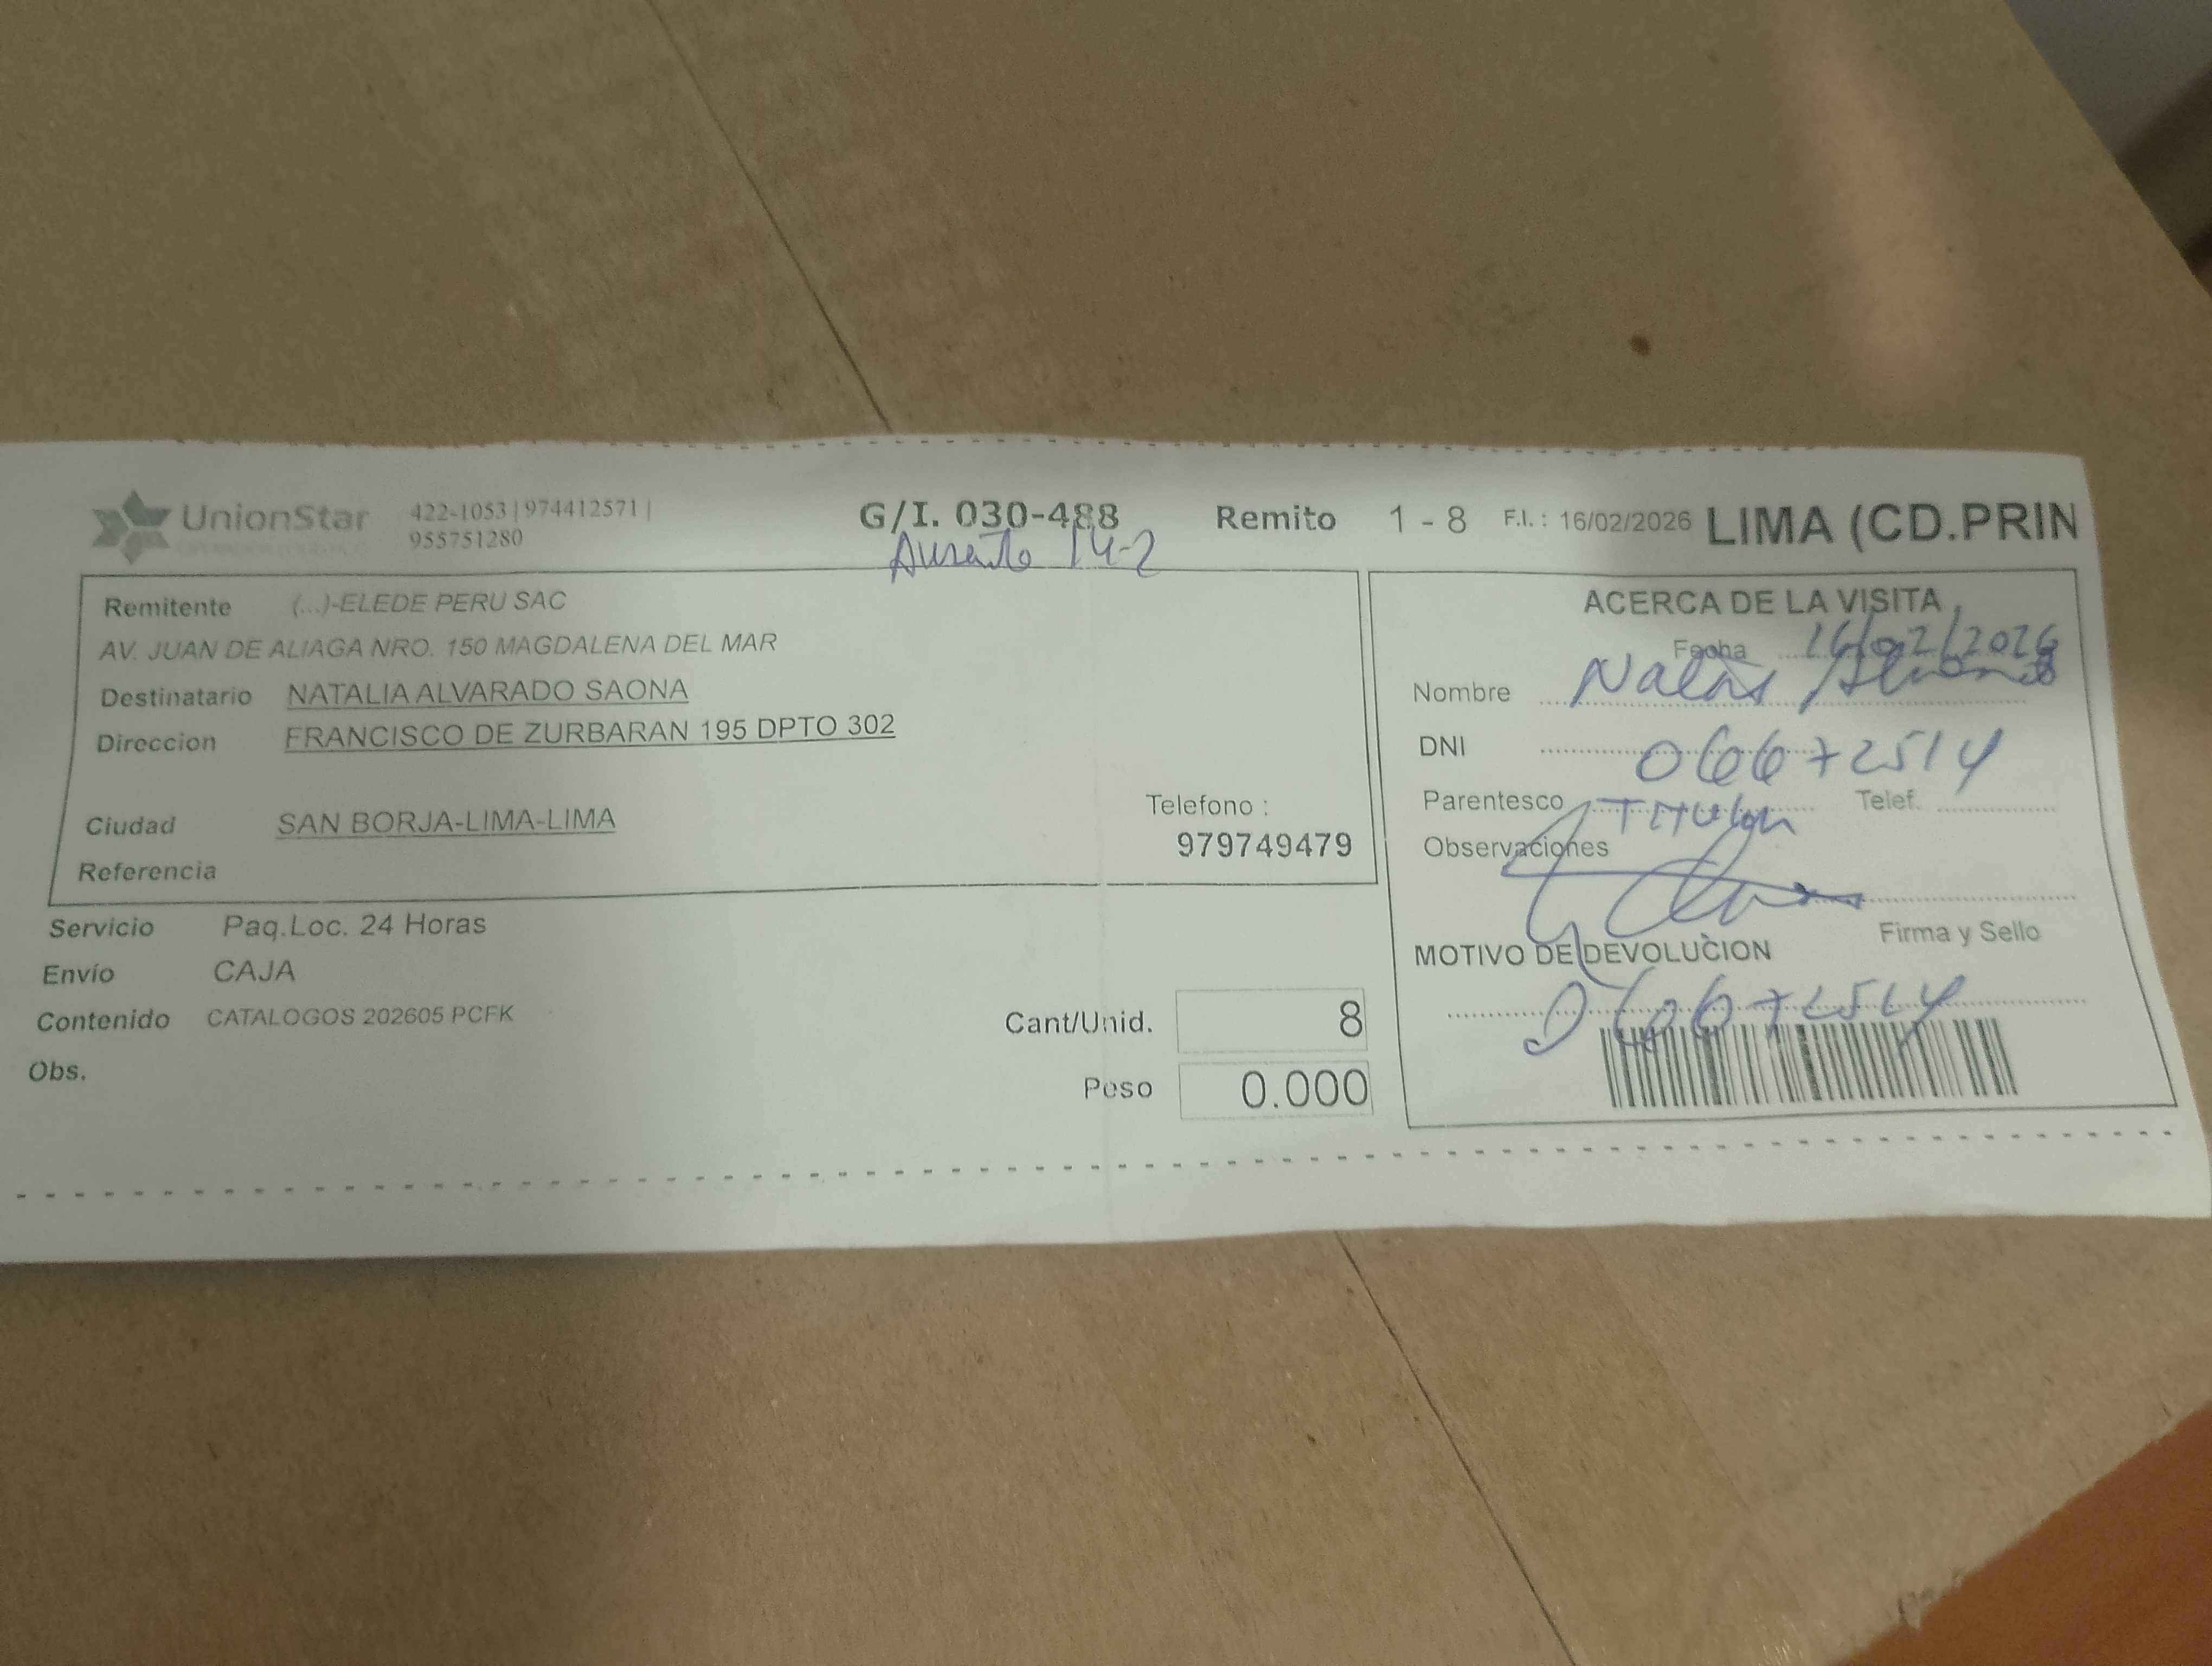 UnionStar
422-1053 | 974412571 |
955751280
G/I. 030-488 Remito 1 - 8 F.I. : 16/02/2026 LIMA (CD.PRIN
Ausente 14-2
Remitente (...)-ELEDE PERU SAC
AV. JUAN DE ALIAGA NRO. 150 MAGDALENA DEL MAR
Destinatario NATALIA ALVARADO SAONA
Direccion FRANCISCO DE ZURBARAN 195 DPTO 302
Ciudad SAN BORJA-LIMA-LIMA
Telefono :
979749479
Referencia
Servicio Paq.Loc. 24 Horas
Envío CAJA
Contenido CATALOGOS 202605 PCFK
Obs.
Cant/Unid. 8
Peso 0.000
ACERCA DE LA VISITA
Fecha 16/02/2026
Nombre
DNI 06672514
Parentesco Titular Telef.
Observaciones
Firma y Sello
MOTIVO DE DEVOLUCION
06672514